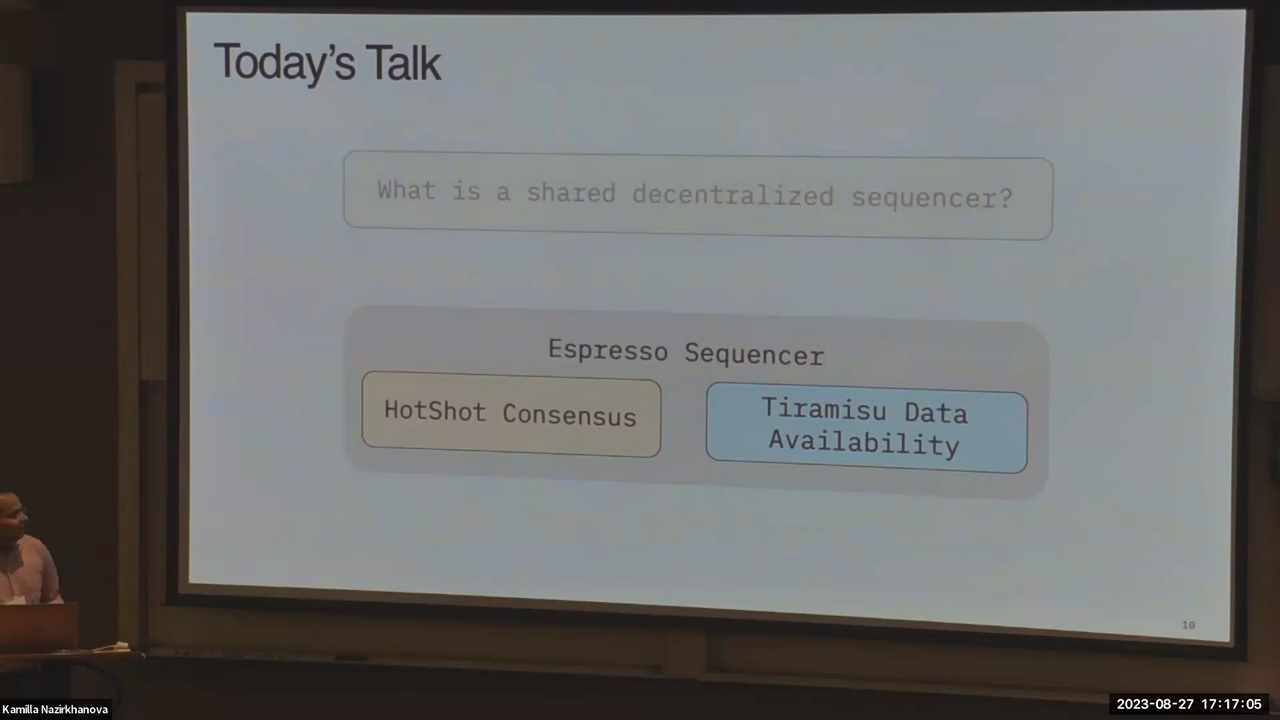 Today's Talk
What is a shared decentralized sequencer?
Espresso Sequencer
HotShot Consensus
Tiramisu Data
Availability
10
Kamilla Nazirkhanova
2023-08-27 17:17:05